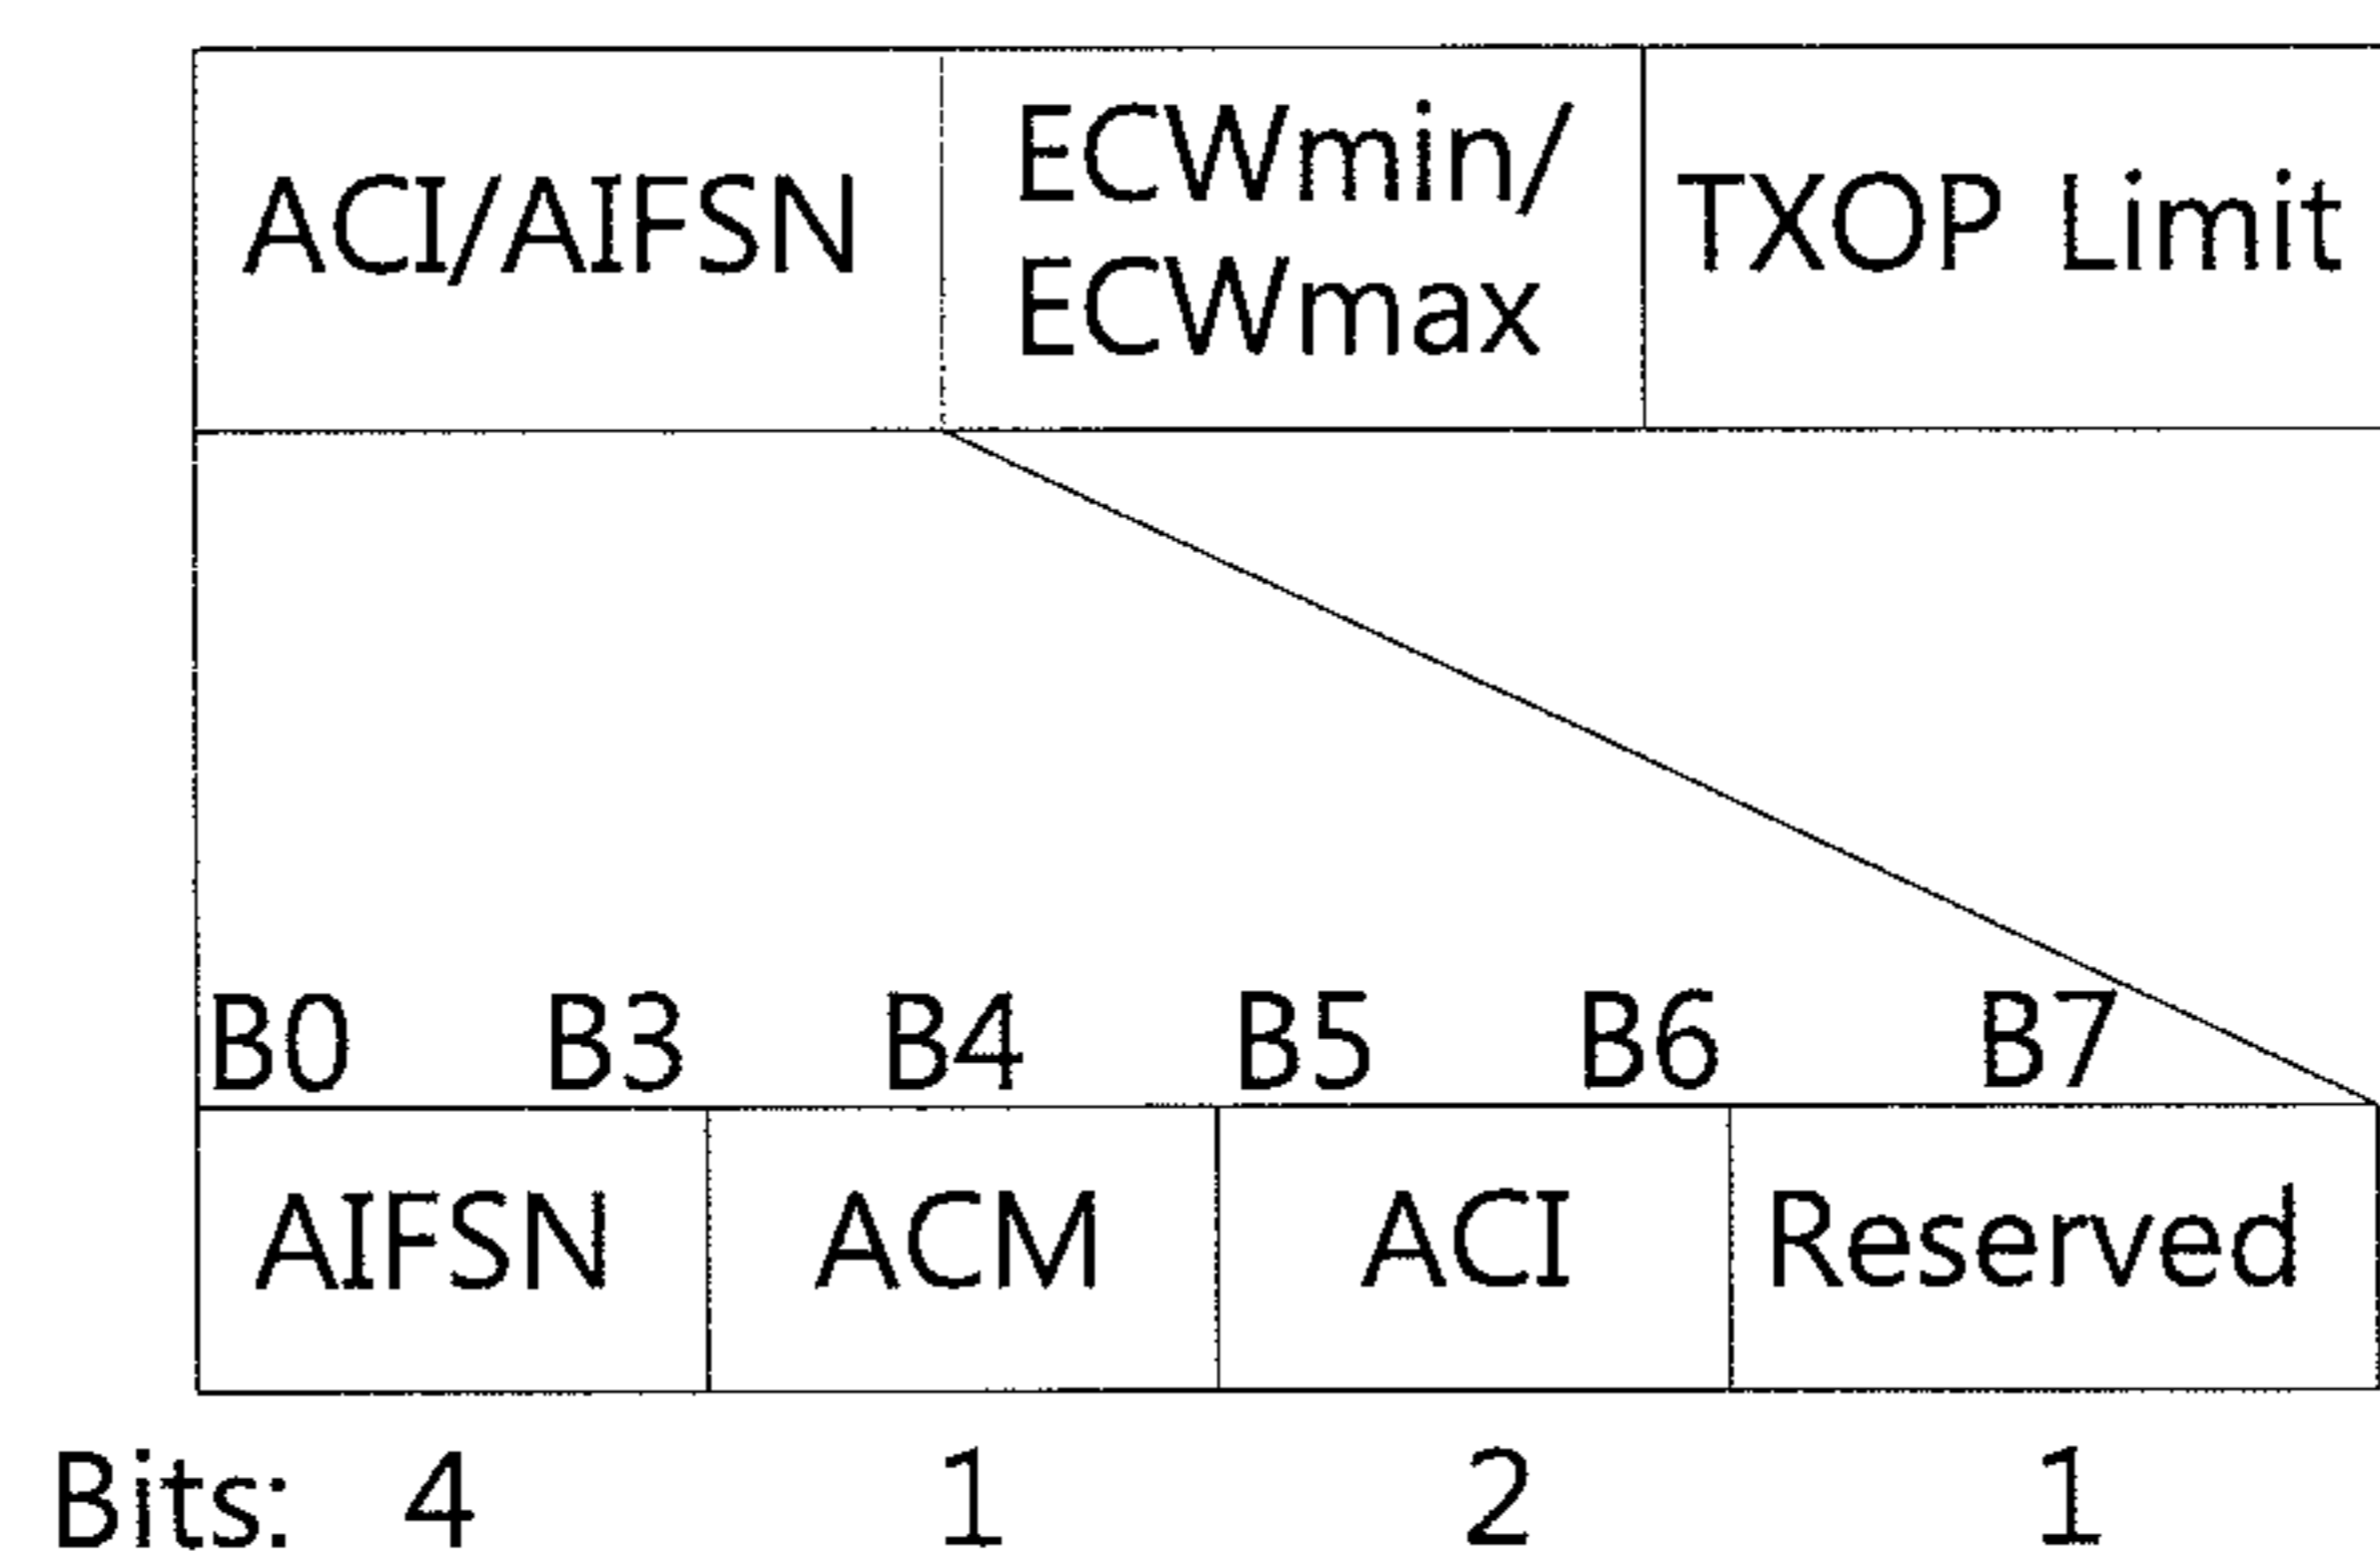 ACI/AIFSN ECWmin/ TXOP Limit
ECWmax
B0 B3 B4 B5 B6 B7
AIFSN ACM ACI Reserved
Bits: 4 1 2 1